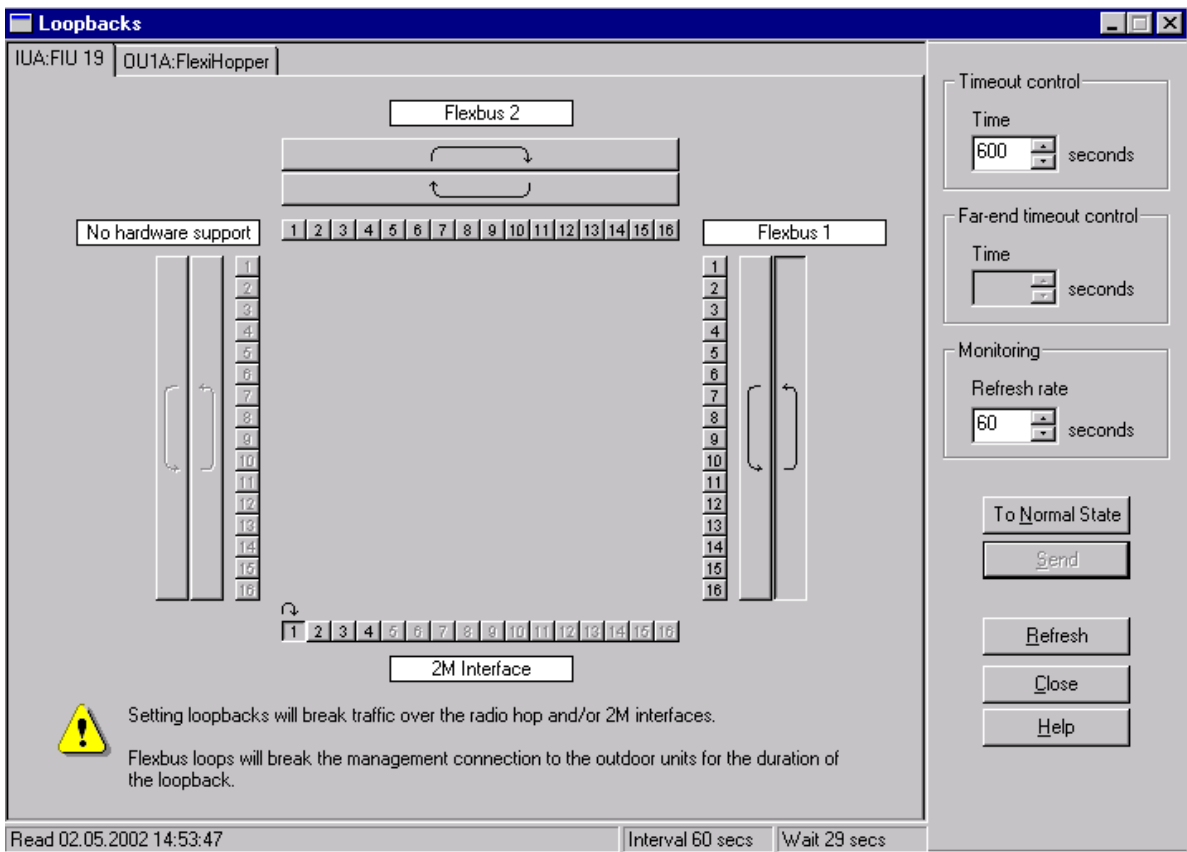 Loopbacks
IUA:FIU 19
OU1A:FlexiHopper
Flexbus 2
1 2 3 4 5 6 7 8 9 10 11 12 13 14 15 16
No hardware support
1
2
3
4
5
6
7
8
9
10
11
12
13
14
15
16
Flexbus 1
1
2
3
4
5
6
7
8
9
10
11
12
13
14
15
16
1 2 3 4 5 6 7 8 9 10 11 12 13 14 15 16
2M Interface
Setting loopbacks will break traffic over the radio hop and/or 2M interfaces.
Flexbus loops will break the management connection to the outdoor units for the duration of
the loopback.
Timeout control
Time
600 seconds
Far-end timeout control
Time
seconds
Monitoring
Refresh rate
60 seconds
To Normal State
Send
Refresh
Close
Help
Read 02.05.2002 14:53:47
Interval 60 secs
Wait 29 secs